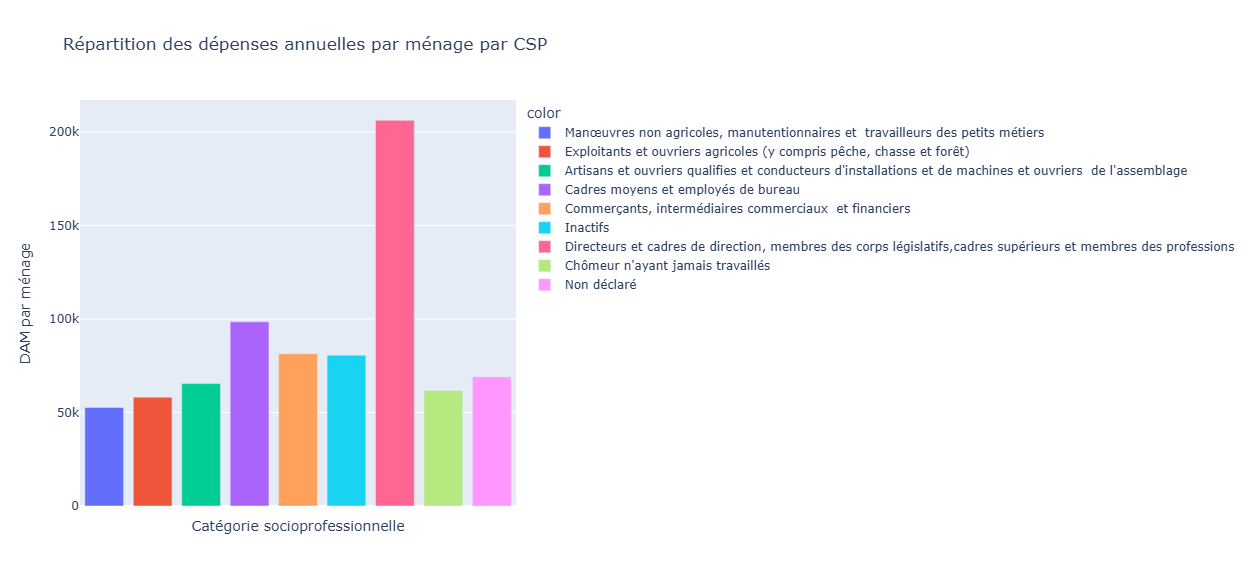 Répartition des dépenses annuelles par ménage par CSP
DAM par ménage
200k
150k
100k
50k
0
Catégorie socioprofessionnelle
color
Manœuvres non agricoles, manutentionnaires et  travailleurs des petits métiers
Exploitants et ouvriers agricoles (y compris pêche, chasse et forêt)
Artisans et ouvriers qualifies et conducteurs d'installations et de machines et ouvriers  de l'assemblage
Cadres moyens et employés de bureau
Commerçants, intermédiaires commerciaux  et financiers
Inactifs
Directeurs et cadres de direction, membres des corps législatifs,cadres supérieurs et membres des professions
Chômeur n'ayant jamais travaillés
Non déclaré